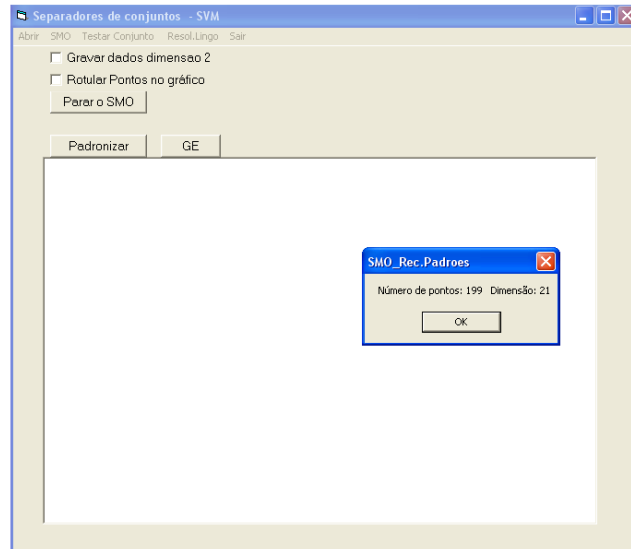 Separadores de conjuntos - SVM
Abrir SMO Testar Conjunto Resol.Lingo Sair
Gravar dados dimensao 2
Rotular Pontos no gráfico
Parar o SMO
Padronizar GE
SMO_Rec.Padroes
Número de pontos: 199 Dimensão: 21
OK